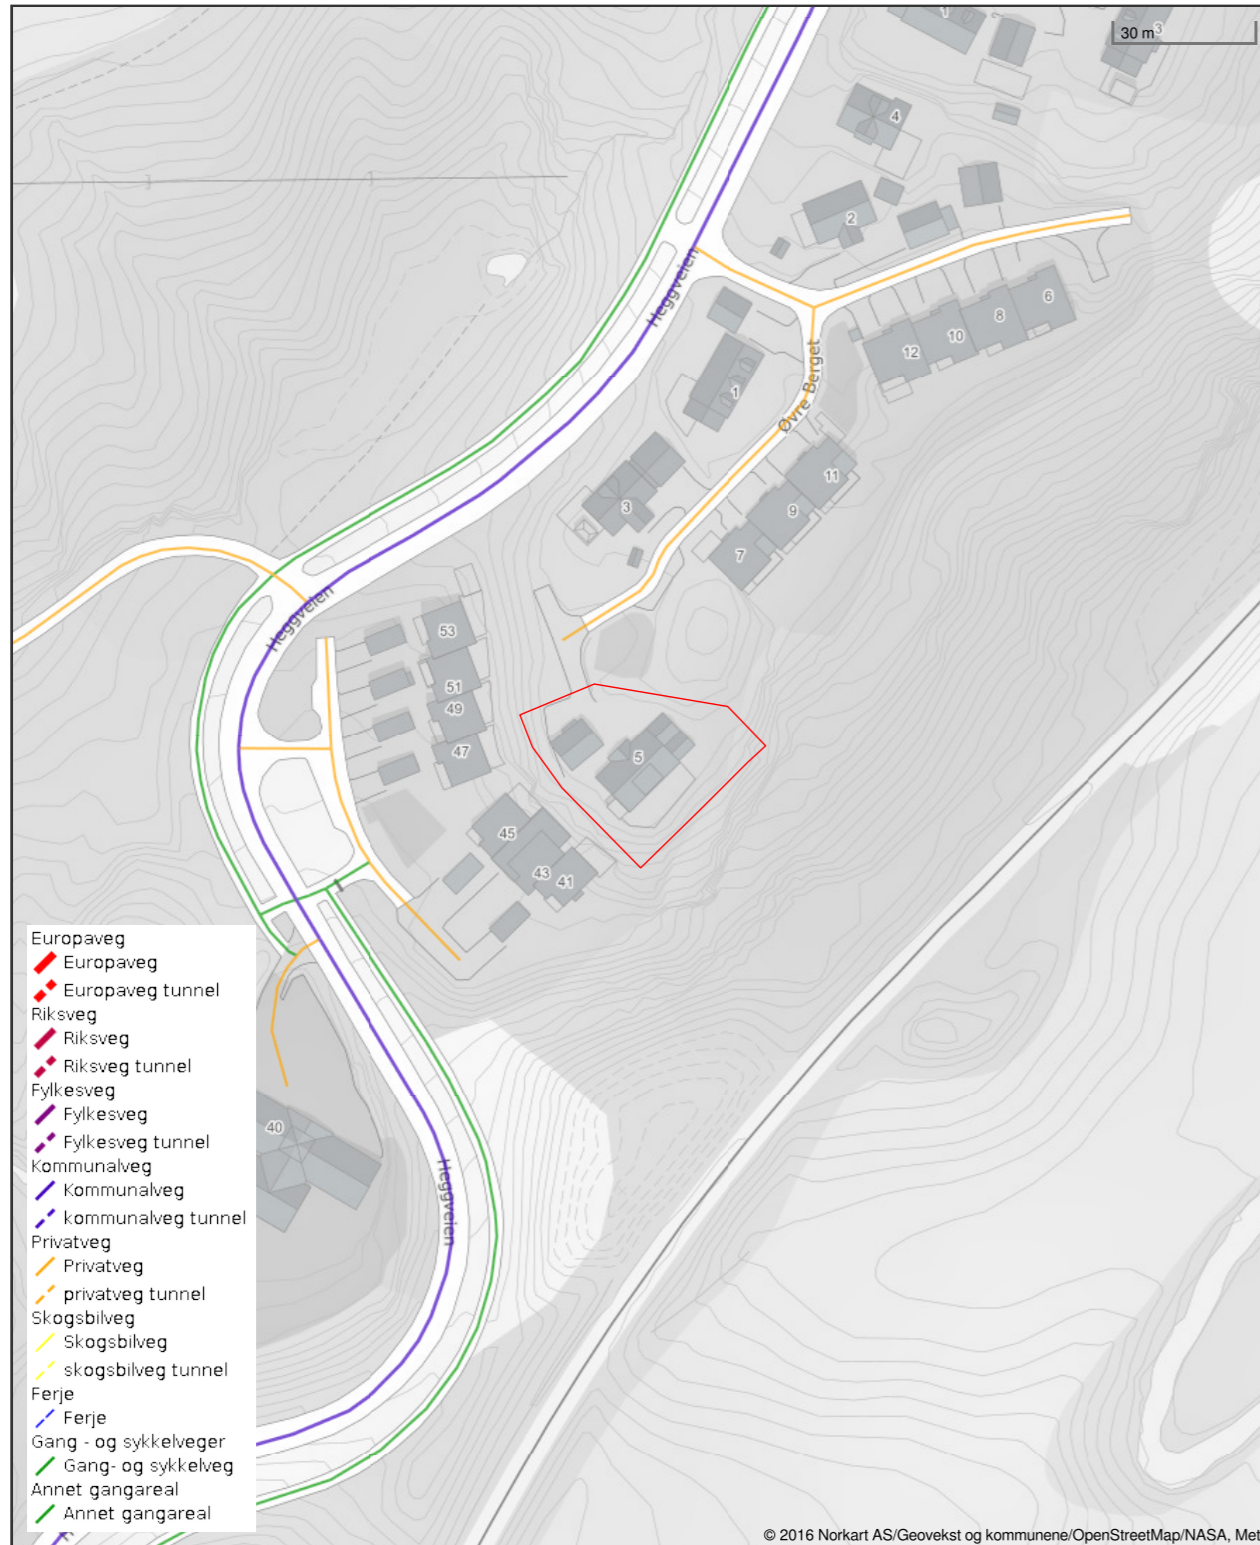 30 m
3
1
4
2
Heggveien
6
8
10
12
Øvre Berget
1
11
3
9
7
Heggveien
53
51
49
47
5
45
43
41
40
Heggveien
Europaveg
Europaveg
Europaveg tunnel
Riksveg
Riksveg
Riksveg tunnel
Fylkesveg
Fylkesveg
Fylkesveg tunnel
Kommunalveg
Kommunalveg
kommunalveg tunnel
Privatveg
Privatveg
privatveg tunnel
Skogsbilveg
Skogsbilveg
skogsbilveg tunnel
Ferje
Ferje
Gang - og sykkelveger
Gang- og sykkelveg
Annet gangareal
Annet gangareal
© 2016 Norkart AS/Geovekst og kommunene/OpenStreetMap/NASA, Met